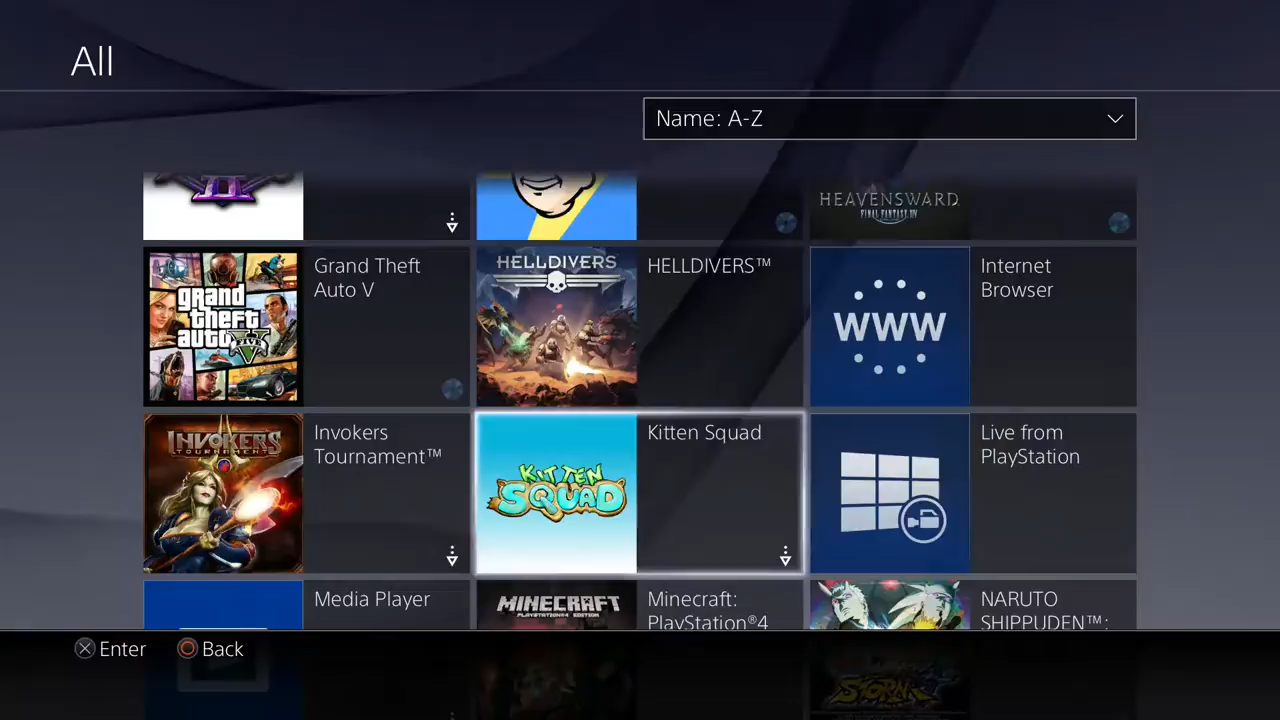 All
Name: A-Z
II
HEAVENSWARD
FINAL FANTASY XIV
grand
theft
auto
V
FIVE
Grand Theft
Auto V
HELLDIVERS
HELLDIVERS™
WWW
Internet
Browser
INVOKERS
TOURNAMENT
Invokers
Tournament™
KITTEN
SQUAD
Kitten Squad
Live from
PlayStation
Media Player
MINECRAFT
PLAYSTATION®4 EDITION
Minecraft:
PlayStation®4
NARUTO
SHIPPUDEN™:
STORM
Enter
Back